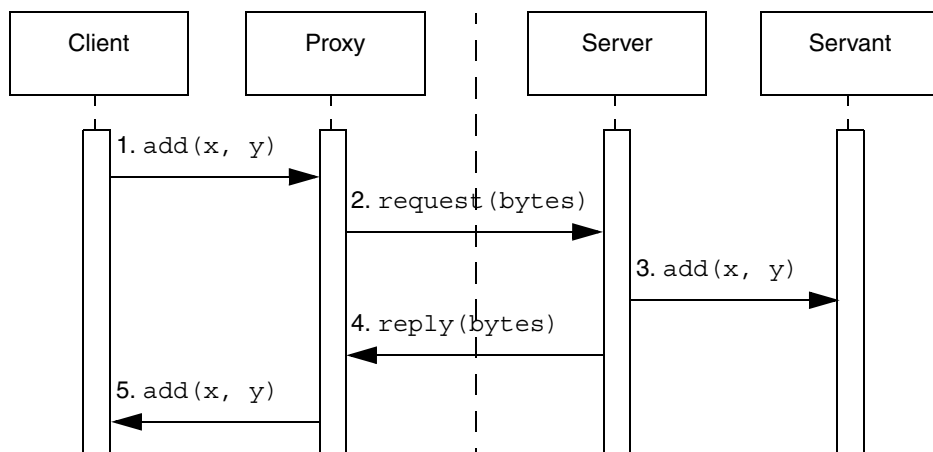 Client
Proxy
Server
Servant
1. add(x, y)
2. request(bytes)
3. add(x, y)
4. reply(bytes)
5. add(x, y)